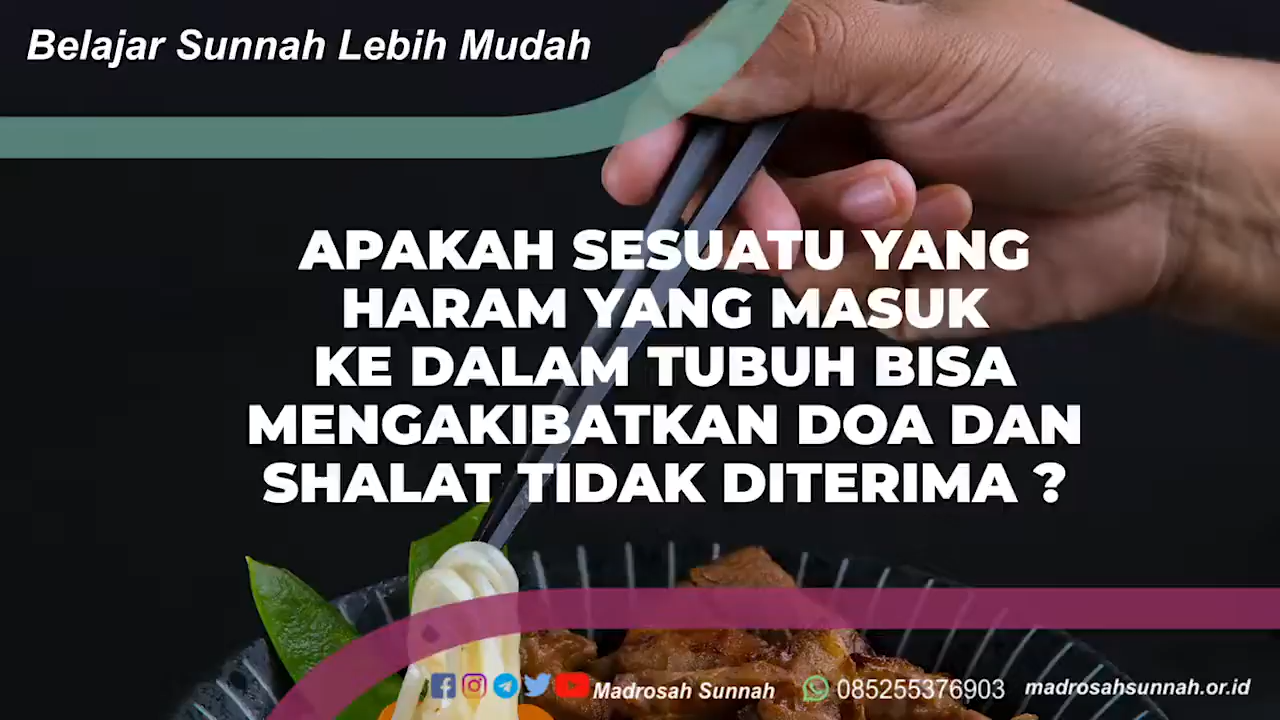 Belajar Sunnah Lebih Mudah
APAKAH SESUATU YANG
HARAM YANG MASUK
KE DALAM TUBUH BISA
MENGAKIBATKAN DOA DAN
SHALAT TIDAK DITERIMA ?
Madrosah Sunnah 085255376903 madrosahsunnah.or.id